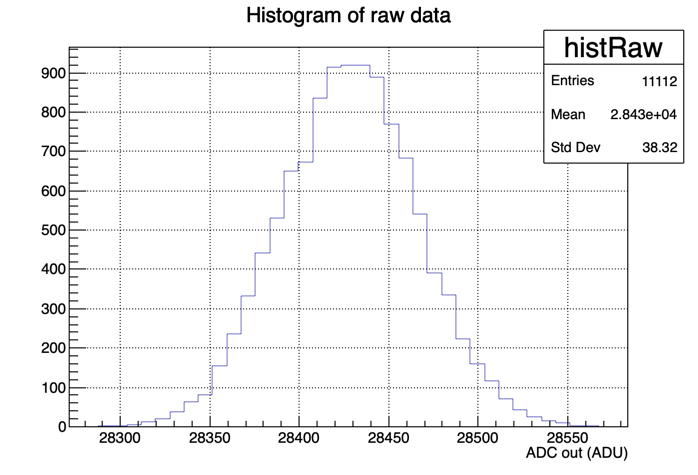 Histogram of raw data
histRaw
Entries 11112
Mean 2.843e+04
Std Dev 38.32
900
800
700
600
500
400
300
200
100
0
28300 28350 28400 28450 28500 28550
ADC out (ADU)